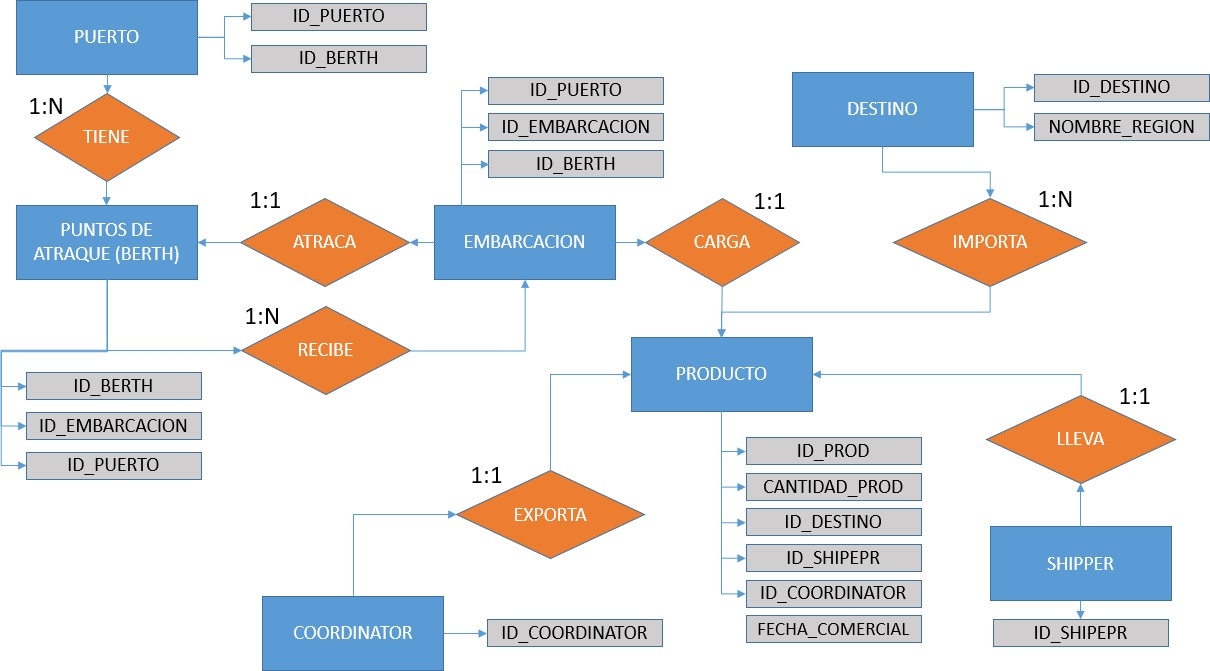 PUERTO
ID_PUERTO
ID_BERTH
1:N
TIENE
ID_PUERTO
ID_EMBARCACION
ID_BERTH
DESTINO
ID_DESTINO
NOMBRE_REGION
PUNTOS DE
ATRAQUE (BERTH)
1:1
ATRACA
EMBARCACION
1:1
CARGA
1:N
IMPORTA
1:N
RECIBE
ID_BERTH
ID_EMBARCACION
ID_PUERTO
PRODUCTO
1:1
LLEVA
ID_PROD
CANTIDAD_PROD
ID_DESTINO
ID_SHIPEPR
ID_COORDINATOR
FECHA_COMERCIAL
1:1
EXPORTA
SHIPPER
ID_SHIPEPR
COORDINATOR
ID_COORDINATOR